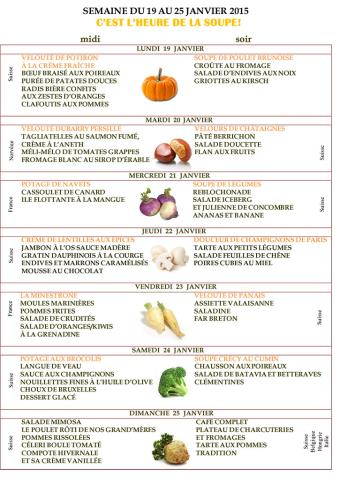 SEMAINE DU 19 AU 25 JANVIER 2015
C'EST L'HEURE DE LA SOUPE!
midi
soir
LUNDI 19 JANVIER
Suisse
VELOUTÉ DE POTIRON
À LA CRÈME FRAÎCHE
BŒUF BRAISÉ AUX POIREAUX
PURÉE DE PATATES DOUCES
RADIS BIÈRE CONFITS
AUX ZESTES D'ORANGES
CLAFOUTIS AUX POMMES
SOUPE DE POULET BRUNOISE
CROÛTE AU FROMAGE
SALADE D'ENDIVES AUX NOIX
GRIOTTES AU KIRSCH
MARDI 20 JANVIER
Norvège
VELOUTÉ DUBARRY PERSILLÉ
TAGLIATELLES AU SAUMON FUMÉ,
CRÈME À L'ANETH
MÉLI-MÉLO DE TOMATES GRAPPES
FROMAGE BLANC AU SIROP D'ÉRABLE
VELOURS DE CHÂTAIGNES
PÂTÉ BERRICHON
SALADE DOUCETTE
FLAN AUX FRUITS
Suisse
MERCREDI 21 JANVIER
France
POTAGE DE NAVETS
CASSOULET DE CANARD
ILE FLOTTANTE À LA MANGUE
SOUPE DE LÉGUMES
REBLOCHONADE
SALADE ICEBERG
ET JULIENNE DE CONCOMBRE
ANANAS ET BANANE
Suisse
JEUDI 22 JANVIER
Suisse
CRÈME DE LENTILLES AUX ÉPICES
JAMBON À L'OS SAUCE MADÈRE
GRATIN DAUPHINOIS À LA COURGE
ENDIVES ET MARRONS CARAMÉLISÉS
MOUSSE AU CHOCOLAT
DOUCEUR DE CHAMPIGNONS DE PARIS
TARTE AUX PETITS LÉGUMES
SALADE FEUILLES DE CHÊNE
POIRES CUBES AU MIEL
VENDREDI 23 JANVIER
France
LA MINESTRONE
MOULES MARINIÈRES
POMMES FRITES
SALADE DE CRUDITÉS
SALADE D'ORANGES/KIWIS
À LA GRENADINE
VELOUTÉ DE PANAIS
ASSIETTE VALAISANNE
SALADINE
FAR BRETON
Suisse
SAMEDI 24 JANVIER
Suisse
POTAGE AUX BROCOLIS
LANGUE DE VEAU
SAUCE AUX CHAMPIGNONS
NOUILLETTES FINES À L'HUILE D'OLIVE
CHOUX DE BRUXELLES
DESSERT GLACÉ
SOUPE CRÉCY AU CUMIN
CHAUSSON AUX POIREAUX
SALADE DE BATAVIA ET BETTERAVES
CLÉMENTINES
DIMANCHE 25 JANVIER
Suisse
SALADE MIMOSA
LE POULET RÔTI DE NOS GRAND'MÈRES
POMMES RISSOLÉES
CÉLERI BOULE TOMATÉ
COMPOTE HIVERNALE
ET SA CRÈME VANILLÉE
CAFÉ COMPLET
PLATEAU DE CHARCUTERIES
ET FROMAGES
TARTE AUX POMMES
TRADITION
Suisse
Belgique
Hongrie
Italie